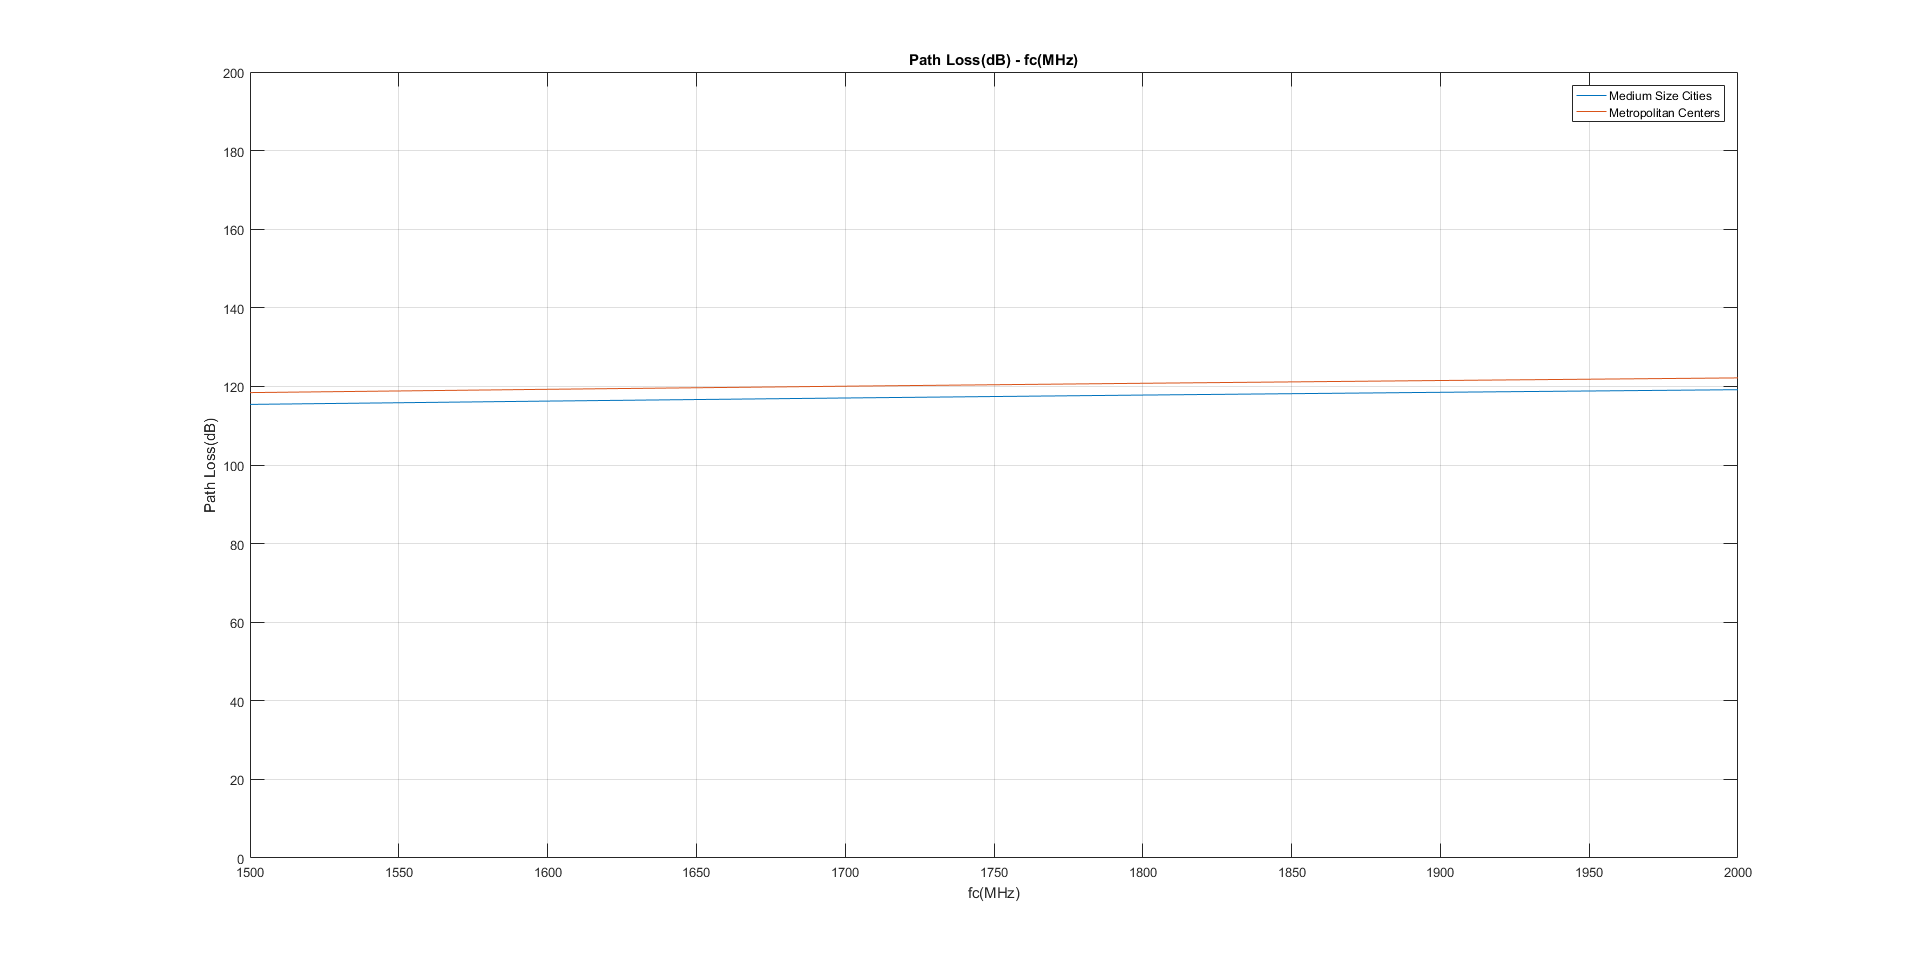 Path Loss(dB) - fc(MHz)
Medium Size Cities
Metropolitan Centers
200
180
160
140
120
100
80
60
40
20
0
Path Loss(dB)
1500 1550 1600 1650 1700 1750 1800 1850 1900 1950 2000
fc(MHz)